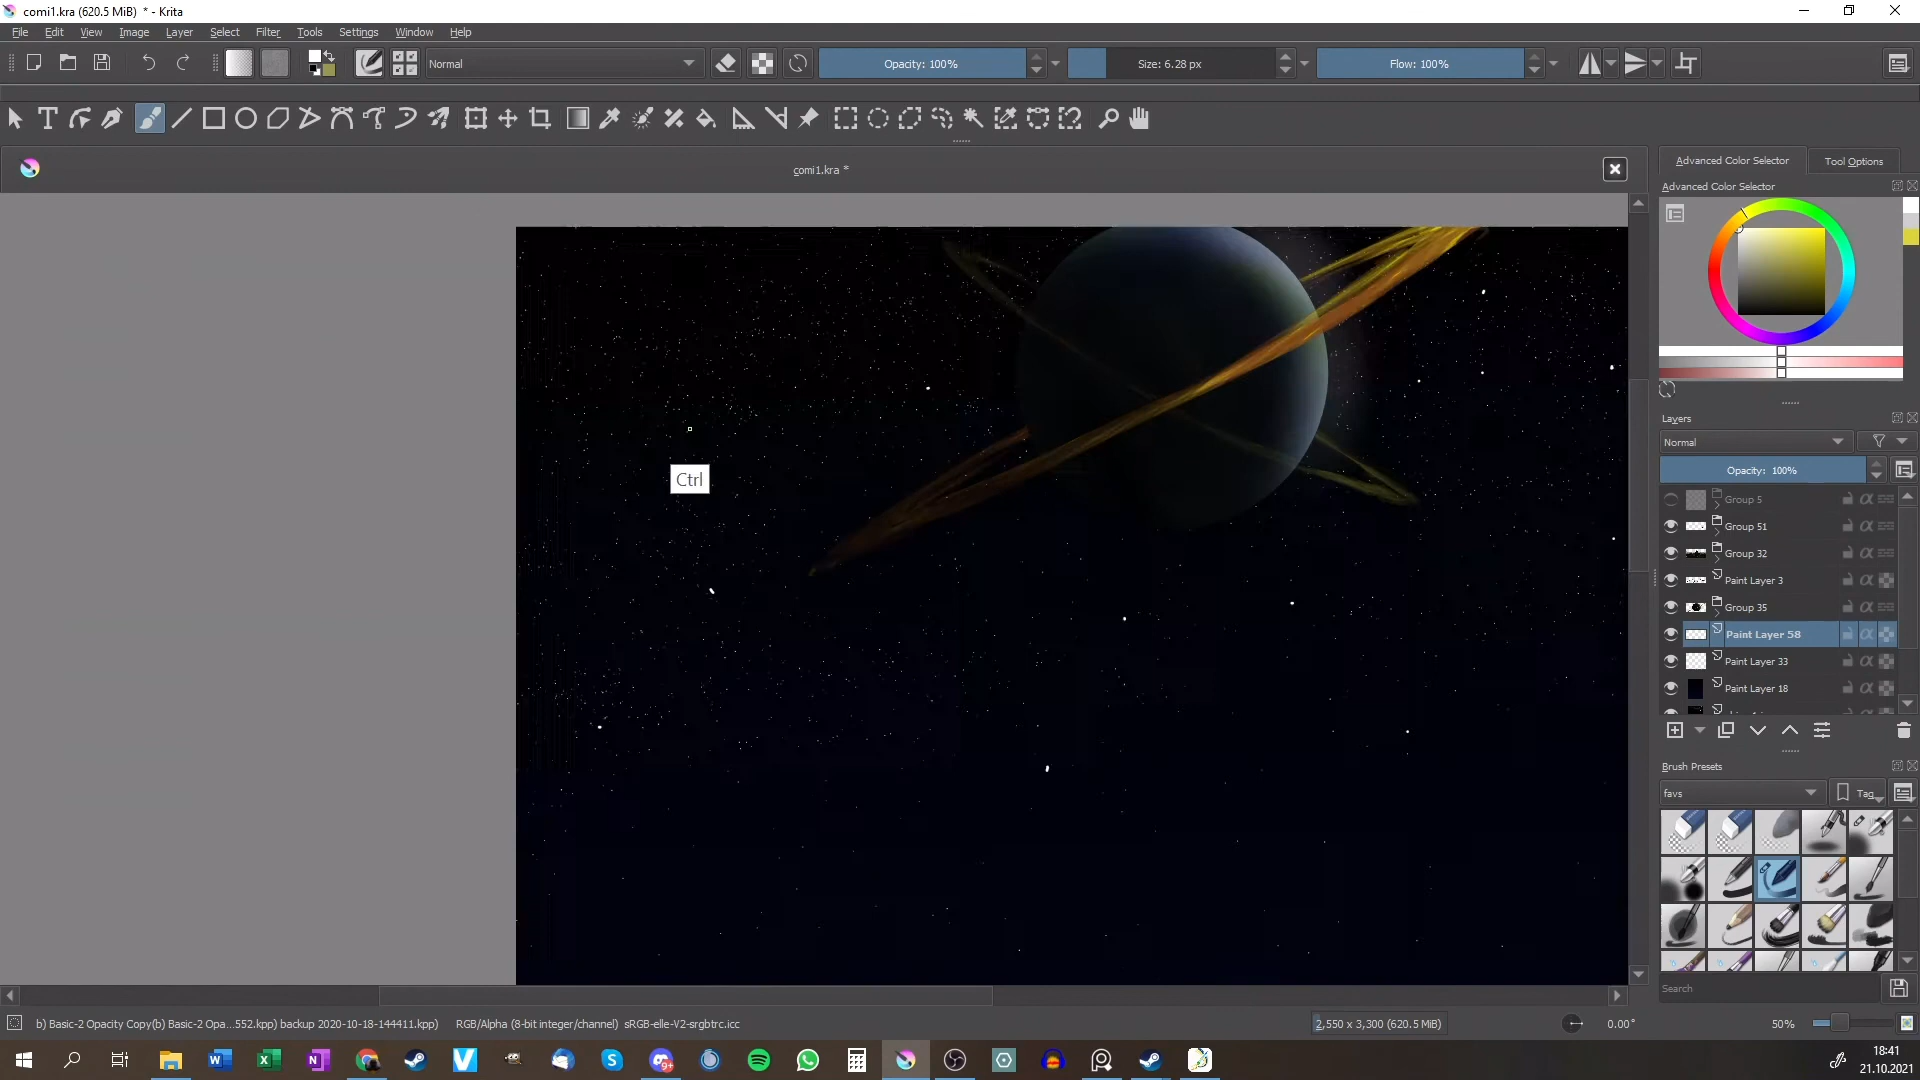 comi1.kra (620.5 MiB)  * - Krita
File Edit View Image Layer Select Filter Tools Settings Window Help
Normal
Opacity: 100%
Size: 6.28 px
Flow: 100%
comi1.kra *
Advanced Color Selector
Tool Options
Advanced Color Selector
Ctrl
Layers
Normal
Opacity:  100%
Group 5
Group 51
Group 32
Paint Layer 3
Group 35
Paint Layer 58
Paint Layer 33
Paint Layer 18
Brush Presets
favs
Tag
Search
b) Basic-2 Opacity Copy(b) Basic-2 Opa...552.kpp) backup 2020-10-18-144411.kpp)
RGB/Alpha (8-bit integer/channel)  sRGB-elle-V2-srgbtrc.icc
2,550 x 3,300 (620.5 MiB)
0.00°
50%
9+
18:41
21.10.2021